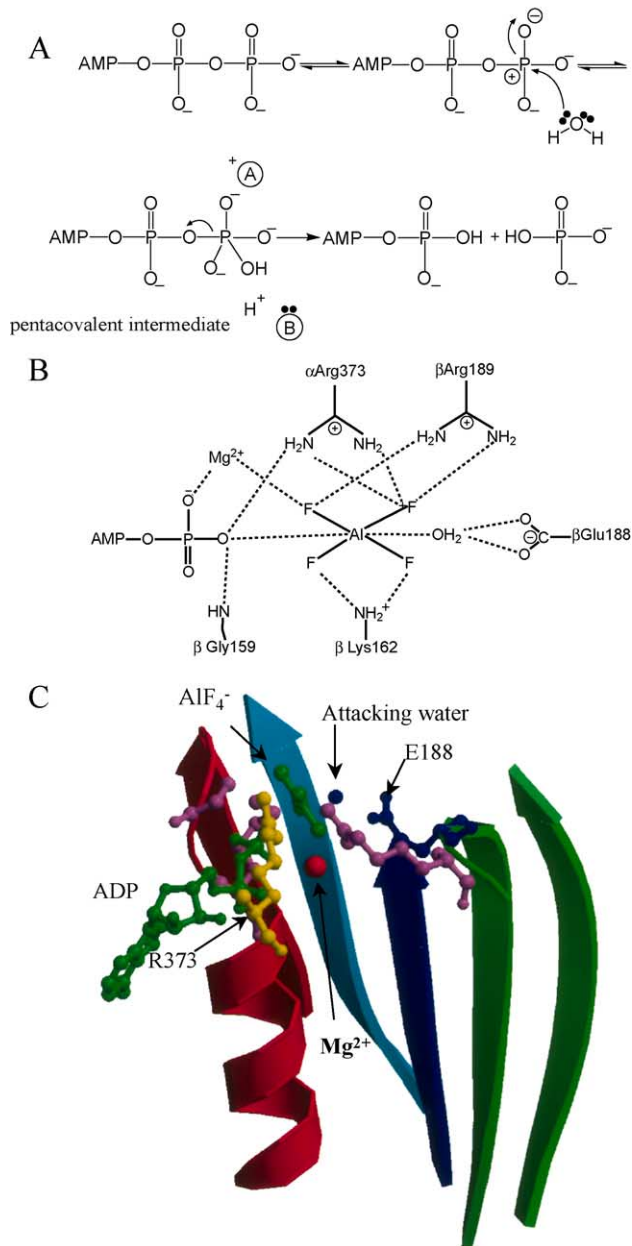 A
O O O⊖
AMP—O—P—O—P—O⁻ AMP—O—P—O—P—O⁻
⊕
O₋ O₋ O₋ O₋
H O H
+ A
O O⁻ O O
AMP—O—P—O—P—O⁻ AMP—O—P—OH + HO—P—O⁻
O₋ O₋ OH O₋ O₋
H⁺ B
pentacovalent intermediate
B
αArg373 βArg189
⊕ ⊕
H₂N NH₂ H₂N NH₂
Mg²⁺
O⁻ F F O
AMP—O—P—O Al OH₂ ⊖C βGlu188
O F F O
HN NH₂⁺
β Gly159 β Lys162
C
AlF₄⁻
Attacking water
E188
ADP
R373
Mg²⁺